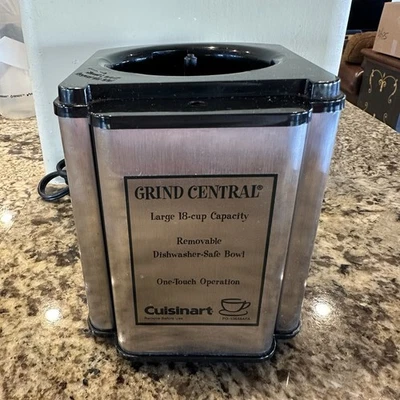 GRIND CENTRAL®
Large 18-cup Capacity
Removable
Dishwasher-Safe Bowl
One-Touch Operation
Cuisinart